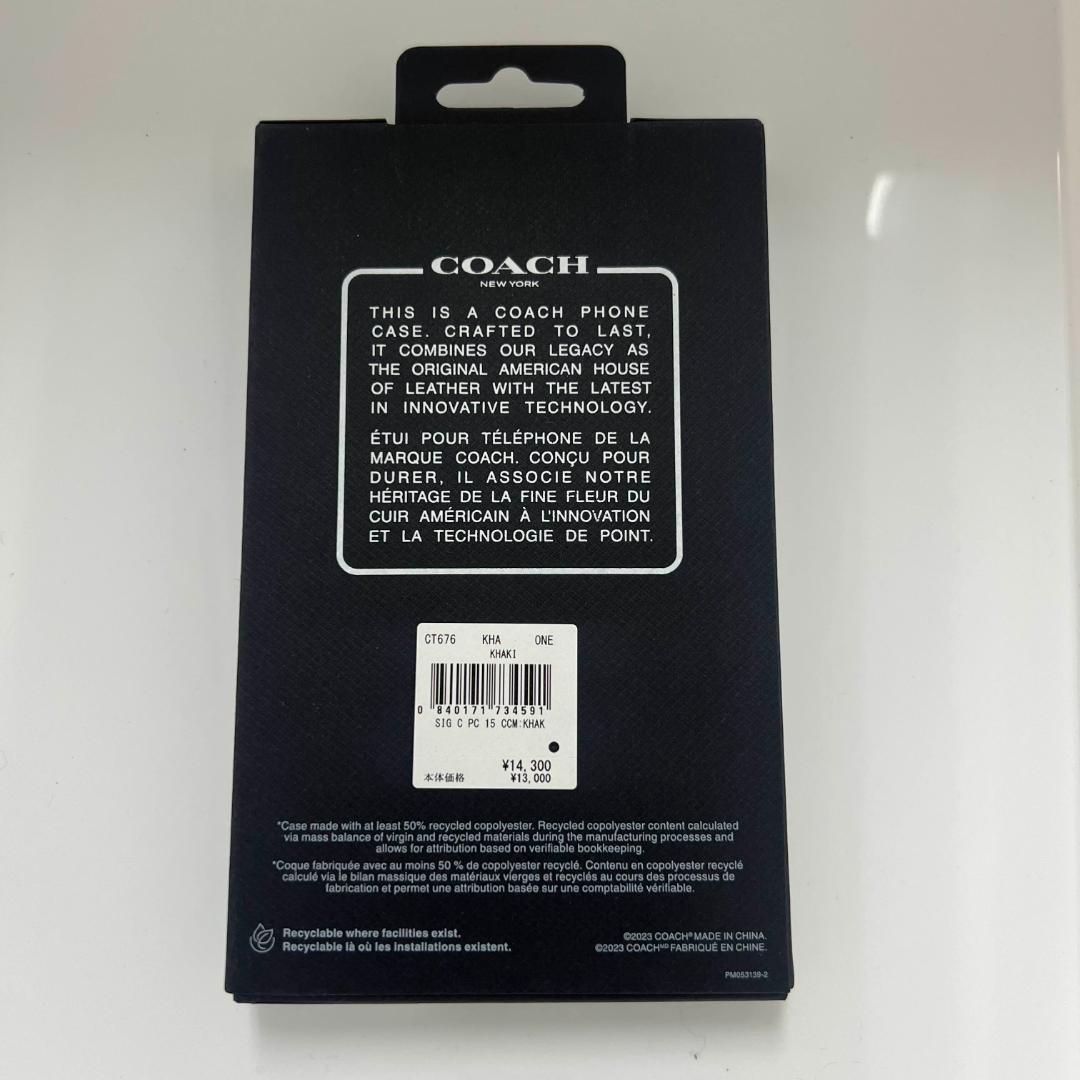 COACH
NEW YORK
THIS IS A COACH PHONE
CASE. CRAFTED TO LAST,
IT COMBINES OUR LEGACY AS
THE ORIGINAL AMERICAN HOUSE
OF LEATHER WITH THE LATEST
IN INNOVATIVE TECHNOLOGY.
ÉTUI POUR TÉLÉPHONE DE LA
MARQUE COACH. CONÇU POUR
DURER, IL ASSOCIE NOTRE
HÉRITAGE DE LA FINE FLEUR DU
CUIR AMÉRICAIN À L'INNOVATION
ET LA TECHNOLOGIE DE POINT.
CT676 KHA ONE
KHAKI
0 840171 734591
SIG C PC 15 CCM:KHAK
¥14,300
本体価格 ¥13,000
*Case made with at least 50% recycled copolyester. Recycled copolyester content calculated
via mass balance of virgin and recycled materials during the manufacturing processes and
allows for attribution based on verifiable bookkeeping.
*Coque fabriquée avec au moins 50 % de copolyester recyclé. Contenu en copolyester recyclé
calculé via le bilan massique des matériaux vierges et recyclés au cours des processus de
fabrication et permet une attribution basée sur une comptabilité vérifiable.
Recyclable where facilities exist.
Recyclable là où les installations existent.
©2023 COACH® MADE IN CHINA.
©2023 COACHᴹᴰ FABRIQUÉ EN CHINE.
PM053139-2